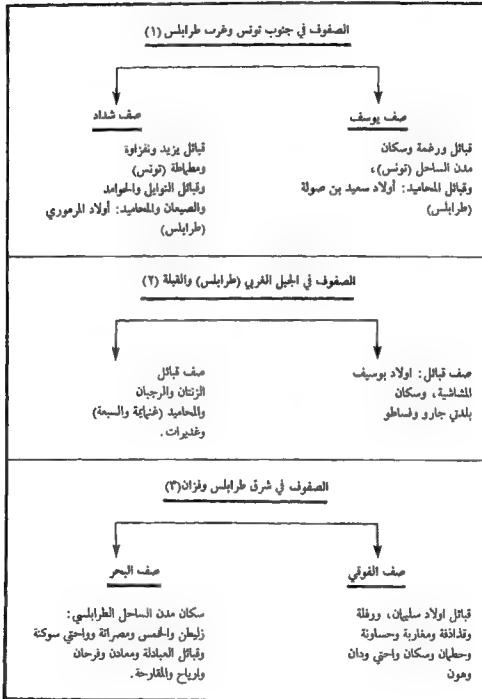 الصفوف في جنوب تونس وغرب طرابلس (١)
صف يوسف
قبائل ورغمة وسكان
مدن الساحل (تونس)،
وقبائل المحاميد: أولاد سعيد بن صولة
(طرابلس)
صف شداد
قبائل يزيد ونفزاوة
ومطماطة (تونس)
وقبائل النوايل والحوامد
والصيعان والمحاميد: أولاد المرموري
(طرابلس)
الصفوف في الجبل الغربي (طرابلس) والقبلة (٢)
صف قبائل: اولاد بوسيف
المشاشية، وسكان
بلدتي جارو وفساطو
صف قبائل
الزنتان والرجبان
والمحاميد (غنايمة والسبعة)
وغديرات.
الصفوف في شرق طرابلس وفزان(٣)
صف الفوقي
قبائل اولاد سليمان، ورفلة
وقذاذفة ومغاربة وحساونة
وحطمان وسكان واحتي ودان
وهون
صف البحر
سكان مدن الساحل الطرابلسي:
زليطن والخمس ومصراتة وواحتي سوكنة
وقبائل العبادلة ومعادن وفرحان
وارياح والمقارحة.